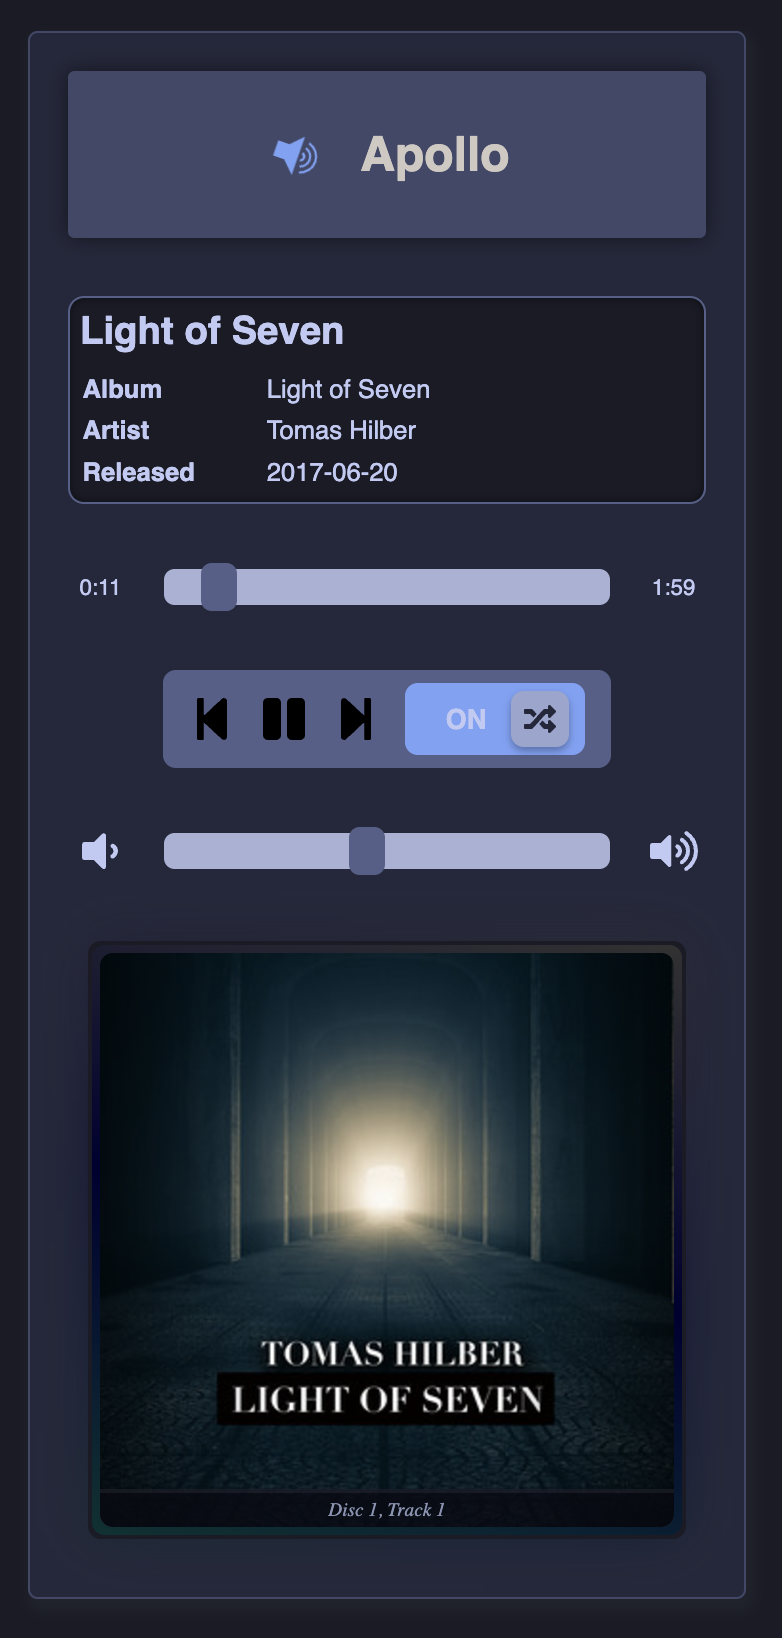 Apollo
Light of Seven
Album Light of Seven
Artist Tomas Hilber
Released 2017-06-20
0:11 1:59
ON
TOMAS HILBER
LIGHT OF SEVEN
Disc 1, Track 1